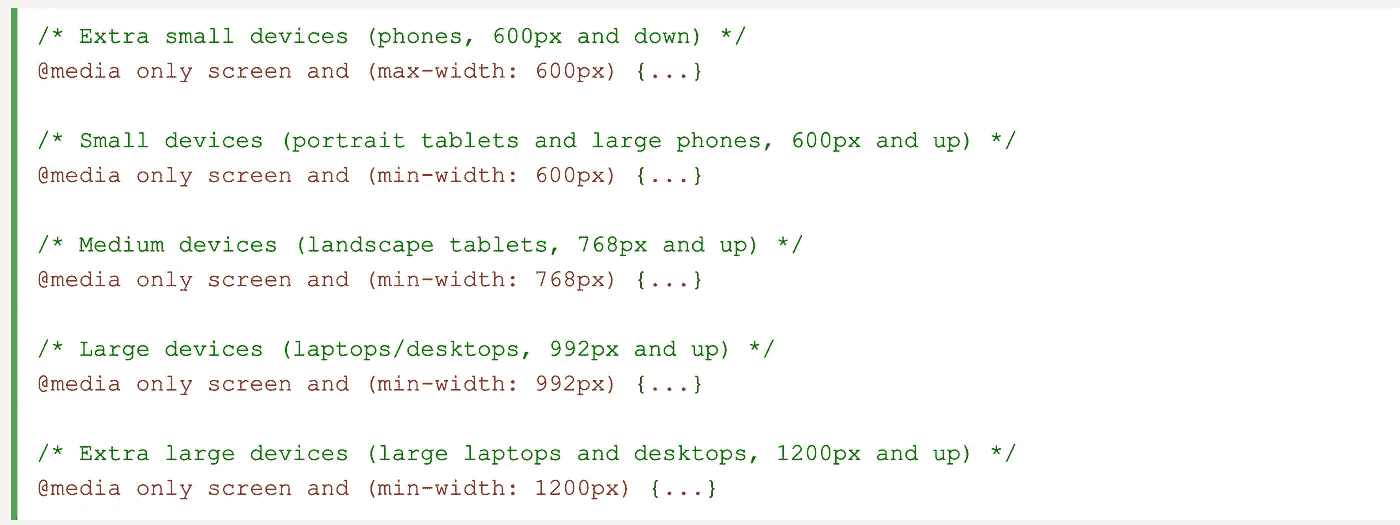 /* Extra small devices (phones, 600px and down) */
@media only screen and (max-width: 600px) {...}
/* Small devices (portrait tablets and large phones, 600px and up) */
@media only screen and (min-width: 600px) {...}
/* Medium devices (landscape tablets, 768px and up) */
@media only screen and (min-width: 768px) {...}
/* Large devices (laptops/desktops, 992px and up) */
@media only screen and (min-width: 992px) {...}
/* Extra large devices (large laptops and desktops, 1200px and up) */
@media only screen and (min-width: 1200px) {...}